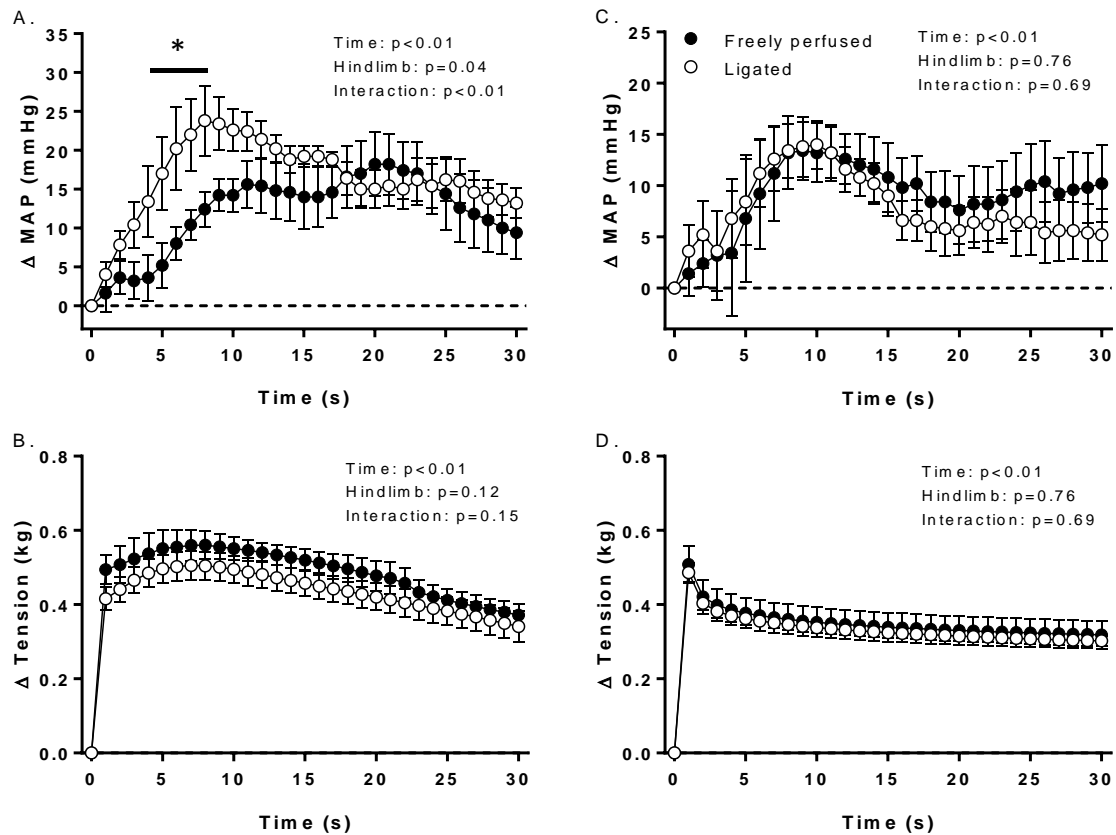 A.
35
30
25
20
15
10
5
0
Δ MAP (mmHg)
*
Time: p<0.01
Hindlimb: p=0.04
Interaction: p<0.01
0 5 10 15 20 25 30
Time (s)
C.
25
20
15
10
5
0
Δ MAP (mmHg)
Freely perfused
Ligated
Time: p<0.01
Hindlimb: p=0.76
Interaction: p=0.69
0 5 10 15 20 25 30
Time (s)
B.
0.8
0.6
0.4
0.2
0.0
Δ Tension (kg)
Time: p<0.01
Hindlimb: p=0.12
Interaction: p=0.15
0 5 10 15 20 25 30
Time (s)
D.
0.8
0.6
0.4
0.2
0.0
Δ Tension (kg)
Time: p<0.01
Hindlimb: p=0.76
Interaction: p=0.69
0 5 10 15 20 25 30
Time (s)